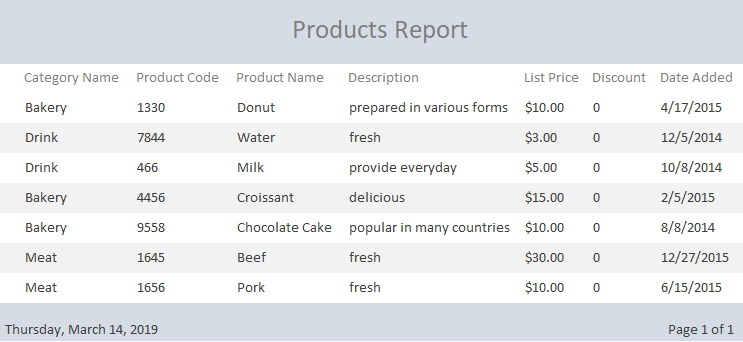 Products Report
Category Name Product Code Product Name Description List Price Discount Date Added
Bakery 1330 Donut prepared in various forms $10.00 0 4/17/2015
Drink 7844 Water fresh $3.00 0 12/5/2014
Drink 466 Milk provide everyday $5.00 0 10/8/2014
Bakery 4456 Croissant delicious $15.00 0 2/5/2015
Bakery 9558 Chocolate Cake popular in many countries $10.00 0 8/8/2014
Meat 1645 Beef fresh $30.00 0 12/27/2015
Meat 1656 Pork fresh $10.00 0 6/15/2015
Thursday, March 14, 2019 Page 1 of 1